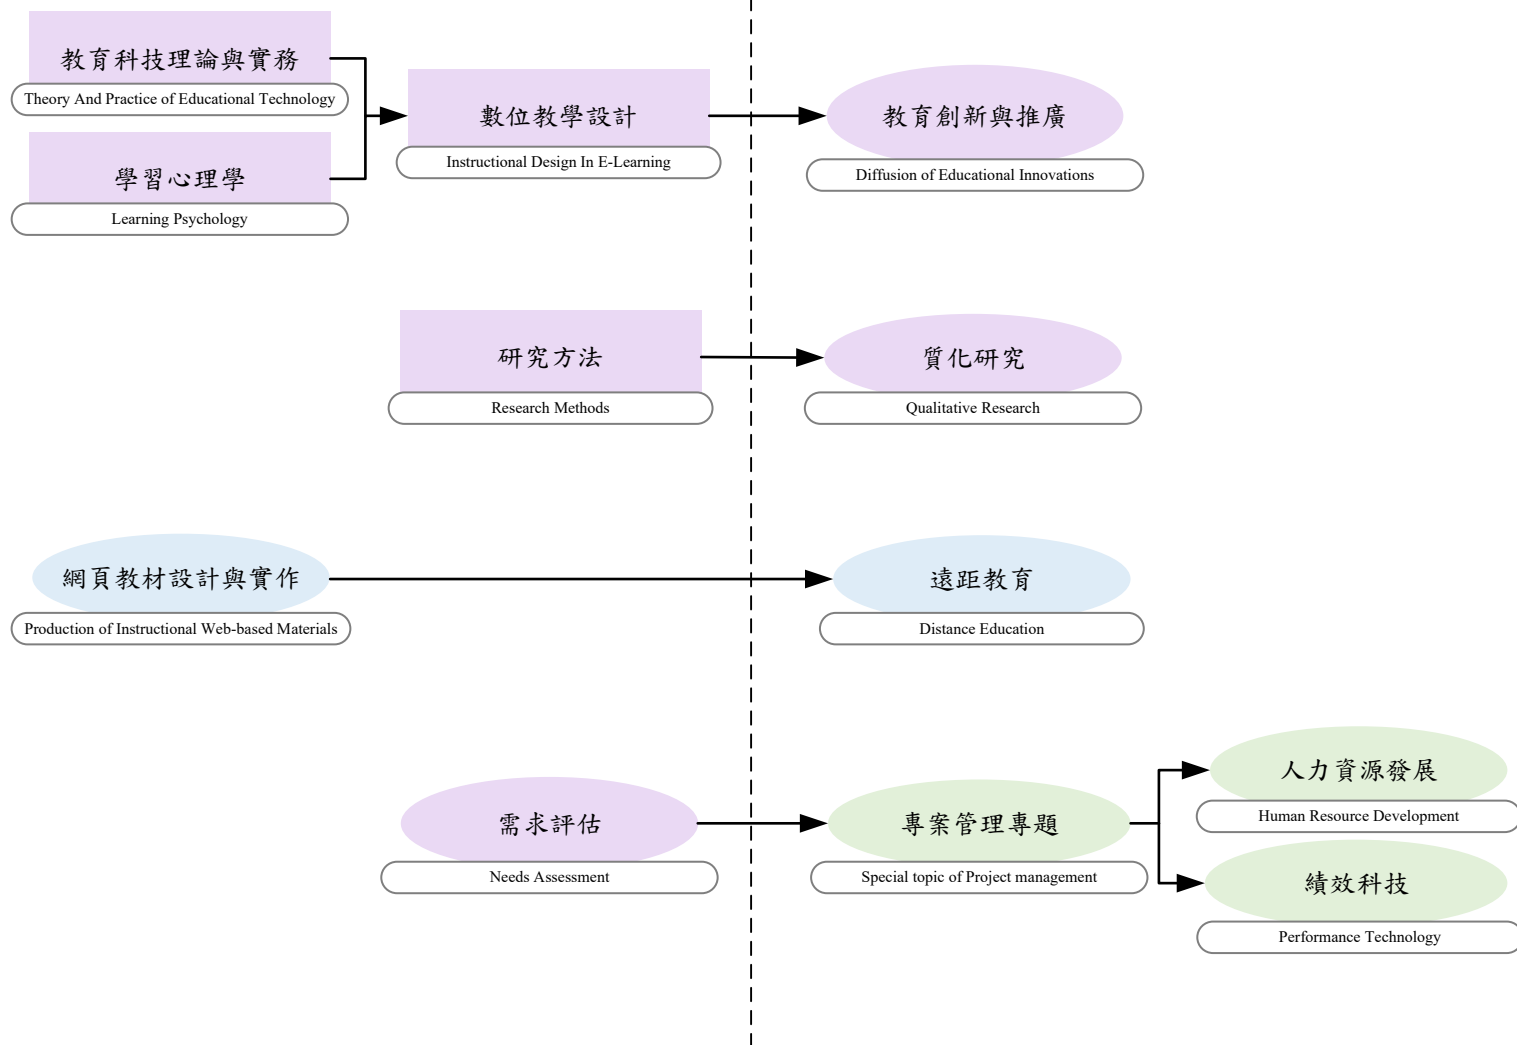 教育科技理論與實務
Theory And Practice of Educational Technology
學習心理學
Learning Psychology
數位教學設計
Instructional Design In E-Learning
教育創新與推廣
Diffusion of Educational Innovations
研究方法
Research Methods
質化研究
Qualitative Research
網頁教材設計與實作
Production of Instructional Web-based Materials
遠距教育
Distance Education
需求評估
Needs Assessment
專案管理專題
Special topic of Project management
人力資源發展
Human Resource Development
績效科技
Performance Technology